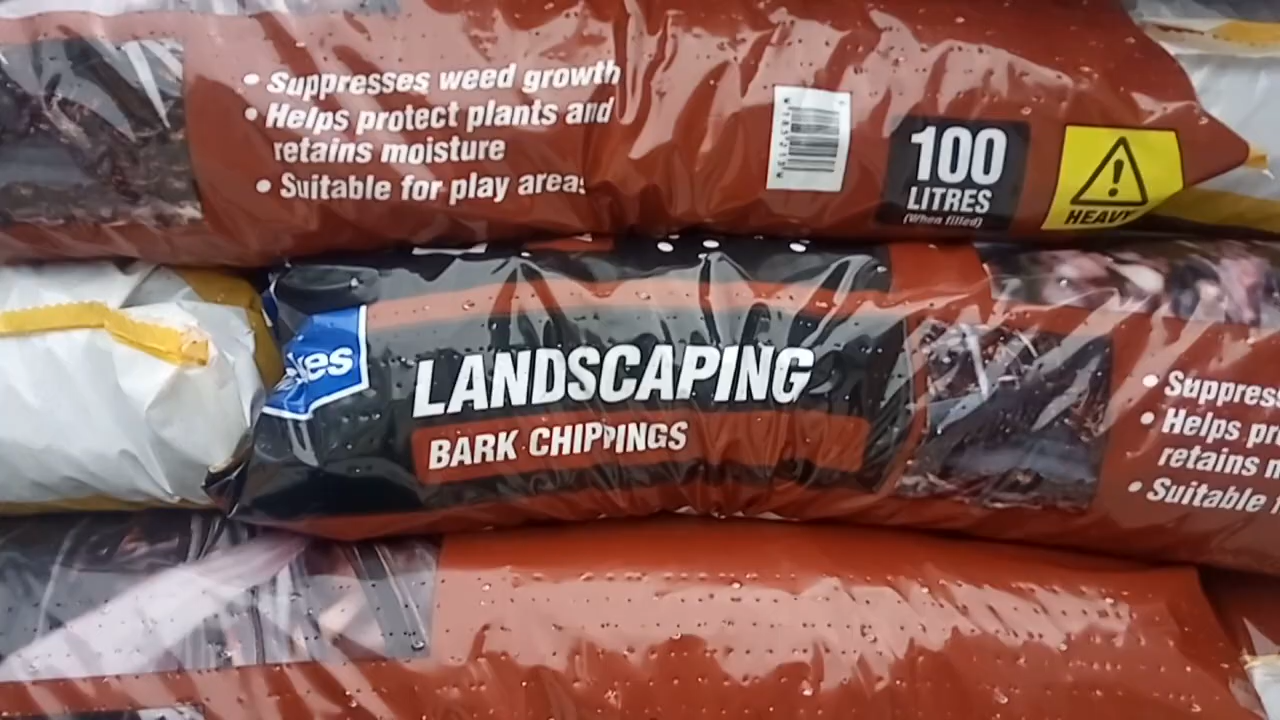 • Suppresses weed growth
• Helps protect plants and
retains moisture
• Suitable for play areas
100
LITRES
(When filled)
HEAVY
LANDSCAPING
BARK CHIPPINGS
• Suppres
• Helps pr
retains m
• Suitable